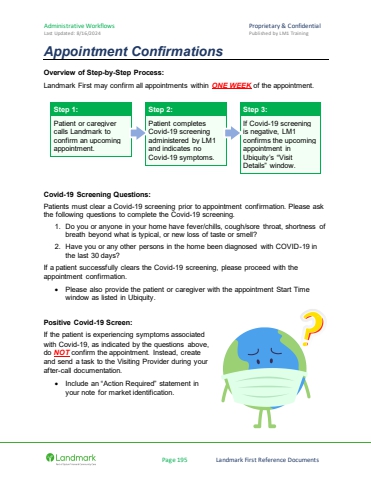 Administrative Workflows Proprietary & Confidential
Last Updated: 8/16/2024 Published by LM1 Training
Appointment Confirmations
Overview of Step-by-Step Process:
Landmark First may confirm all appointments within ONE WEEK of the appointment.
Step 1:
Patient or caregiver
calls Landmark to
confirm an upcoming
appointment.
Step 2:
Patient completes
Covid-19 screening
administered by LM1
and indicates no
Covid-19 symptoms.
Step 3:
If Covid-19 screening
is negative, LM1
confirms the upcoming
appointment in
Ubiquity's "Visit
Details" window.
Covid-19 Screening Questions:
Patients must clear a Covid-19 screening prior to appointment confirmation. Please ask
the following questions to complete the Covid-19 screening.
1. Do you or anyone in your home have fever/chills, cough/sore throat, shortness of
breath beyond what is typical, or new loss of taste or smell?
2. Have you or any other persons in the home been diagnosed with COVID-19 in
the last 30 days?
If a patient successfully clears the Covid-19 screening, please proceed with the
appointment confirmation.
• Please also provide the patient or caregiver with the appointment Start Time
window as listed in Ubiquity.
Positive Covid-19 Screen:
If the patient is experiencing symptoms associated
with Covid-19, as indicated by the questions above,
do NOT confirm the appointment. Instead, create
and send a task to the Visiting Provider during your
after-call documentation.
• Include an "Action Required" statement in
your note for market identification.
?
Landmark
Page 195
Landmark First Reference Documents